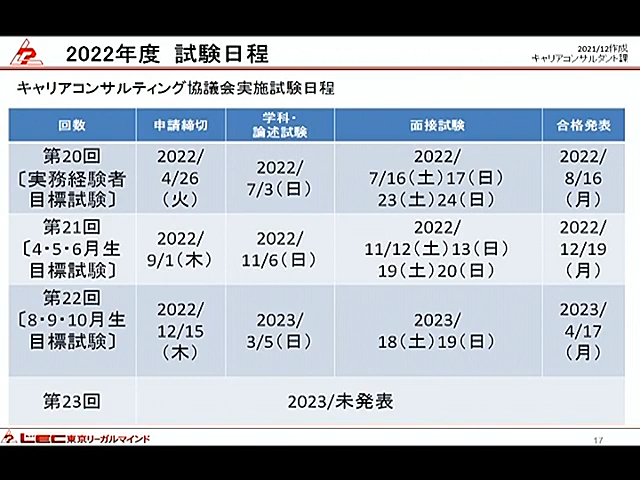 2022年度 試験日程
2021/12作成
キャリアコンサルタント課
キャリアコンサルティング協議会実施試験日程
回数 申請締切 学科・論述試験 面接試験 合格発表
第20回
〔実務経験者
目標試験〕
2022/
4/26
(火)
2022/
7/3(日)
2022/
7/16(土)17(日)
23(土)24(日)
2022/
8/16
(月)
第21回
〔4・5・6月生
目標試験〕
2022/
9/1(木)
2022/
11/6(日)
2022/
11/12(土)13(日)
19(土)20(日)
2022/
12/19
(月)
第22回
〔8・9・10月生
目標試験〕
2022/
12/15
(木)
2023/
3/5(日)
2023/
18(土)19(日)
2023/
4/17
(月)
第23回
2023/未発表
LEC東京リーガルマインド
17